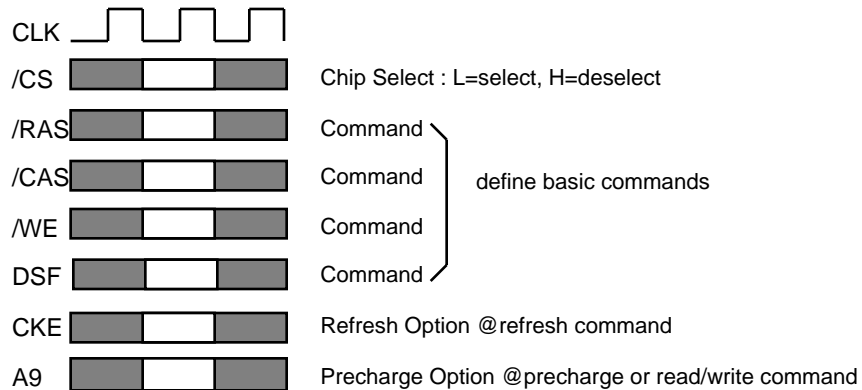 CLK
/CS Chip Select : L=select, H=deselect
/RAS Command
/CAS Command define basic commands
/WE Command
DSF Command
CKE Refresh Option @refresh command
A9 Precharge Option @precharge or read/write command